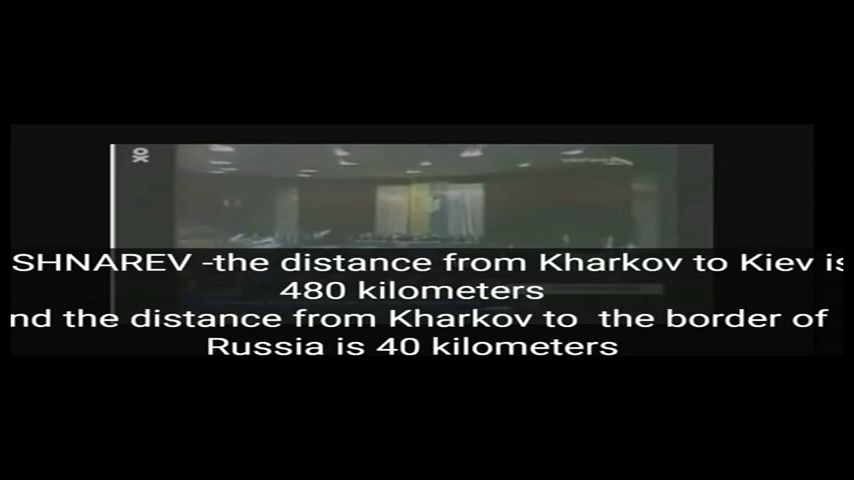 SHNAREV -the distance from Kharkov to Kiev is
480 kilometers
nd the distance from Kharkov to the border of
Russia is 40 kilometers